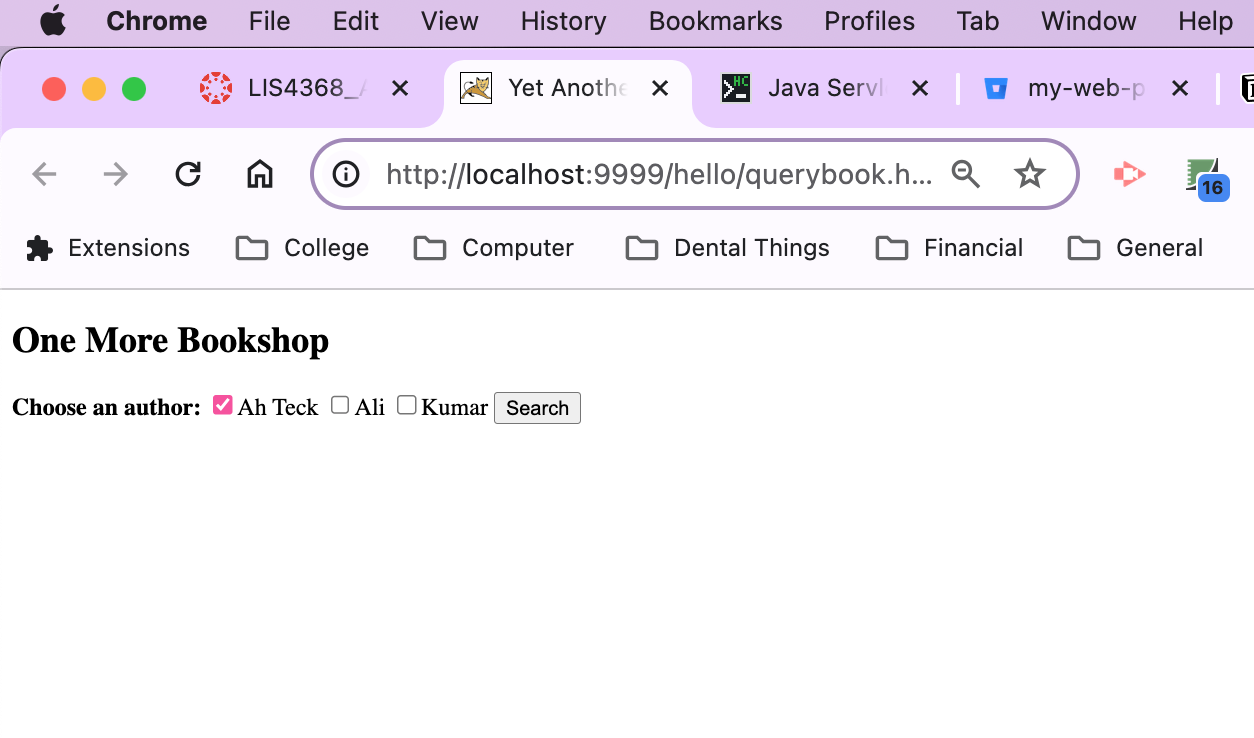 Chrome File Edit View History Bookmarks Profiles Tab Window Help
LIS4368_A Yet Anothe HC Java Servl my-web-p
http://localhost:9999/hello/querybook.h...
16
Extensions College Computer Dental Things Financial General
One More Bookshop
Choose an author: Ah Teck Ali Kumar Search